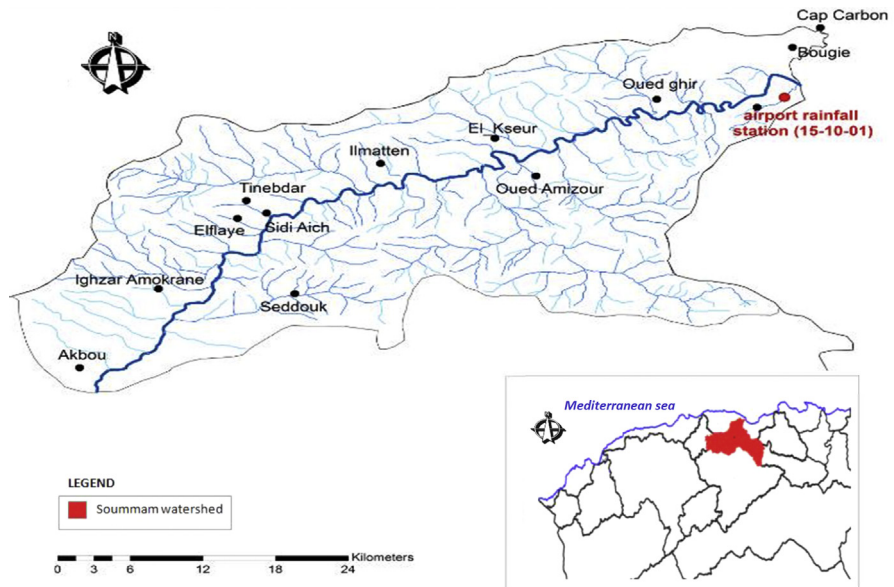 Cap Carbon
N
Bougie
Oued ghir
airport rainfall
station (15-10-01)
El_Kseur
Ilmatten
Oued Amizour
Tinebdar
Elflaye
Sidi Aich
Ighzar Amokrane
Seddouk
Akbou
Mediterranean sea
LEGEND
Soummam watershed
Kilometers
0 3 6 12 18 24